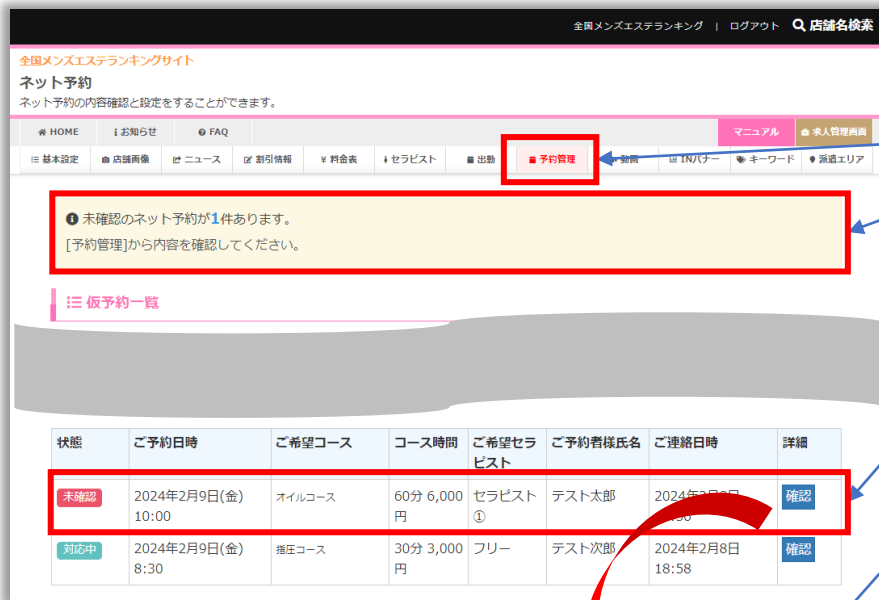 全国メンズエステランキング | ログアウト 店舗名検索
全国メンズエステランキングサイト
ネット予約
ネット予約の内容確認と設定をすることができます。
HOME お知らせ FAQ マニュアル 求人管理画面
基本設定 店舗画像 ニュース 割引情報 ¥ 料金表 セラピスト 出勤 予約管理 動画 INバナー キーワード 派遣エリア
未確認のネット予約が1件あります。
[予約管理]から内容を確認してください。
仮予約一覧
状態 ご予約日時 ご希望コース コース時間 ご希望セラ ご予約者様氏名 ご連絡日時 詳細
ピスト
未確認 2024年2月9日(金) オイルコース 60分 6,000 セラピスト テスト太郎 確認
10:00 円 ①
対応中 2024年2月9日(金) 指圧コース 30分 3,000 フリー テスト次郎 2024年2月8日 確認
8:30 円 18:58